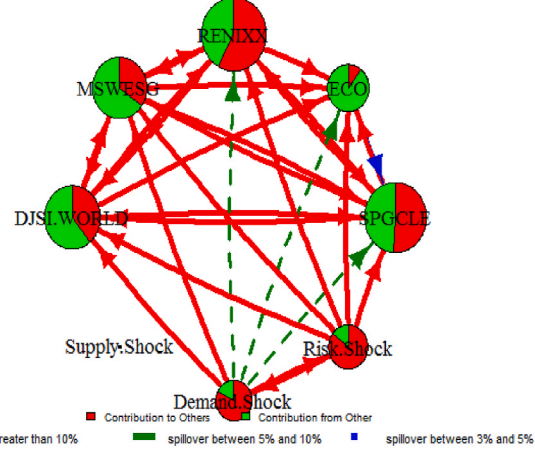 RENIXX
MSWESG
ECO
DJSI.WORLD
SPGCLE
Supply.Shock
Risk.Shock
Demand.Shock
Contribution to Others
Contribution from Other
reater than 10%
spillover between 5% and 10%
spillover between 3% and 5%